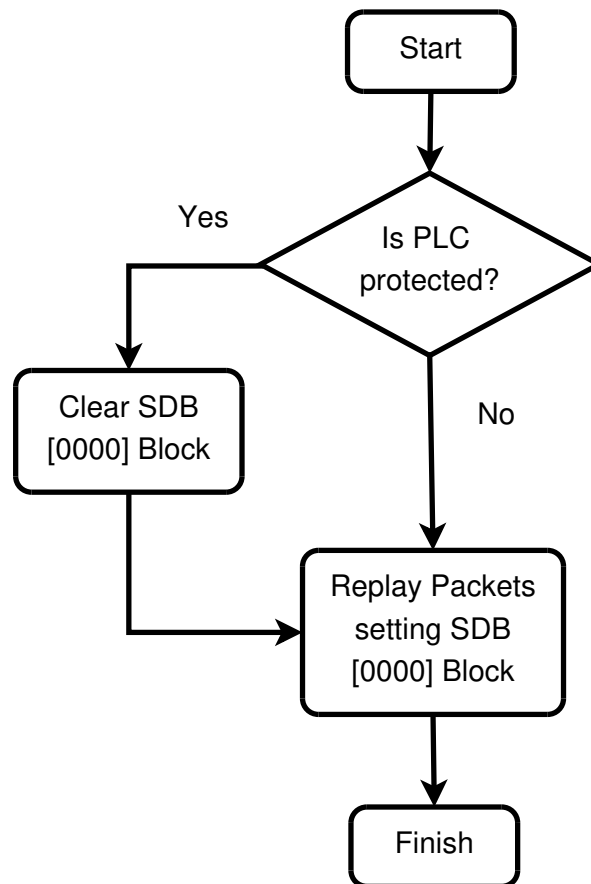 Start
Is PLC
protected?
Yes
No
Clear SDB
[0000] Block
Replay Packets
setting SDB
[0000] Block
Finish